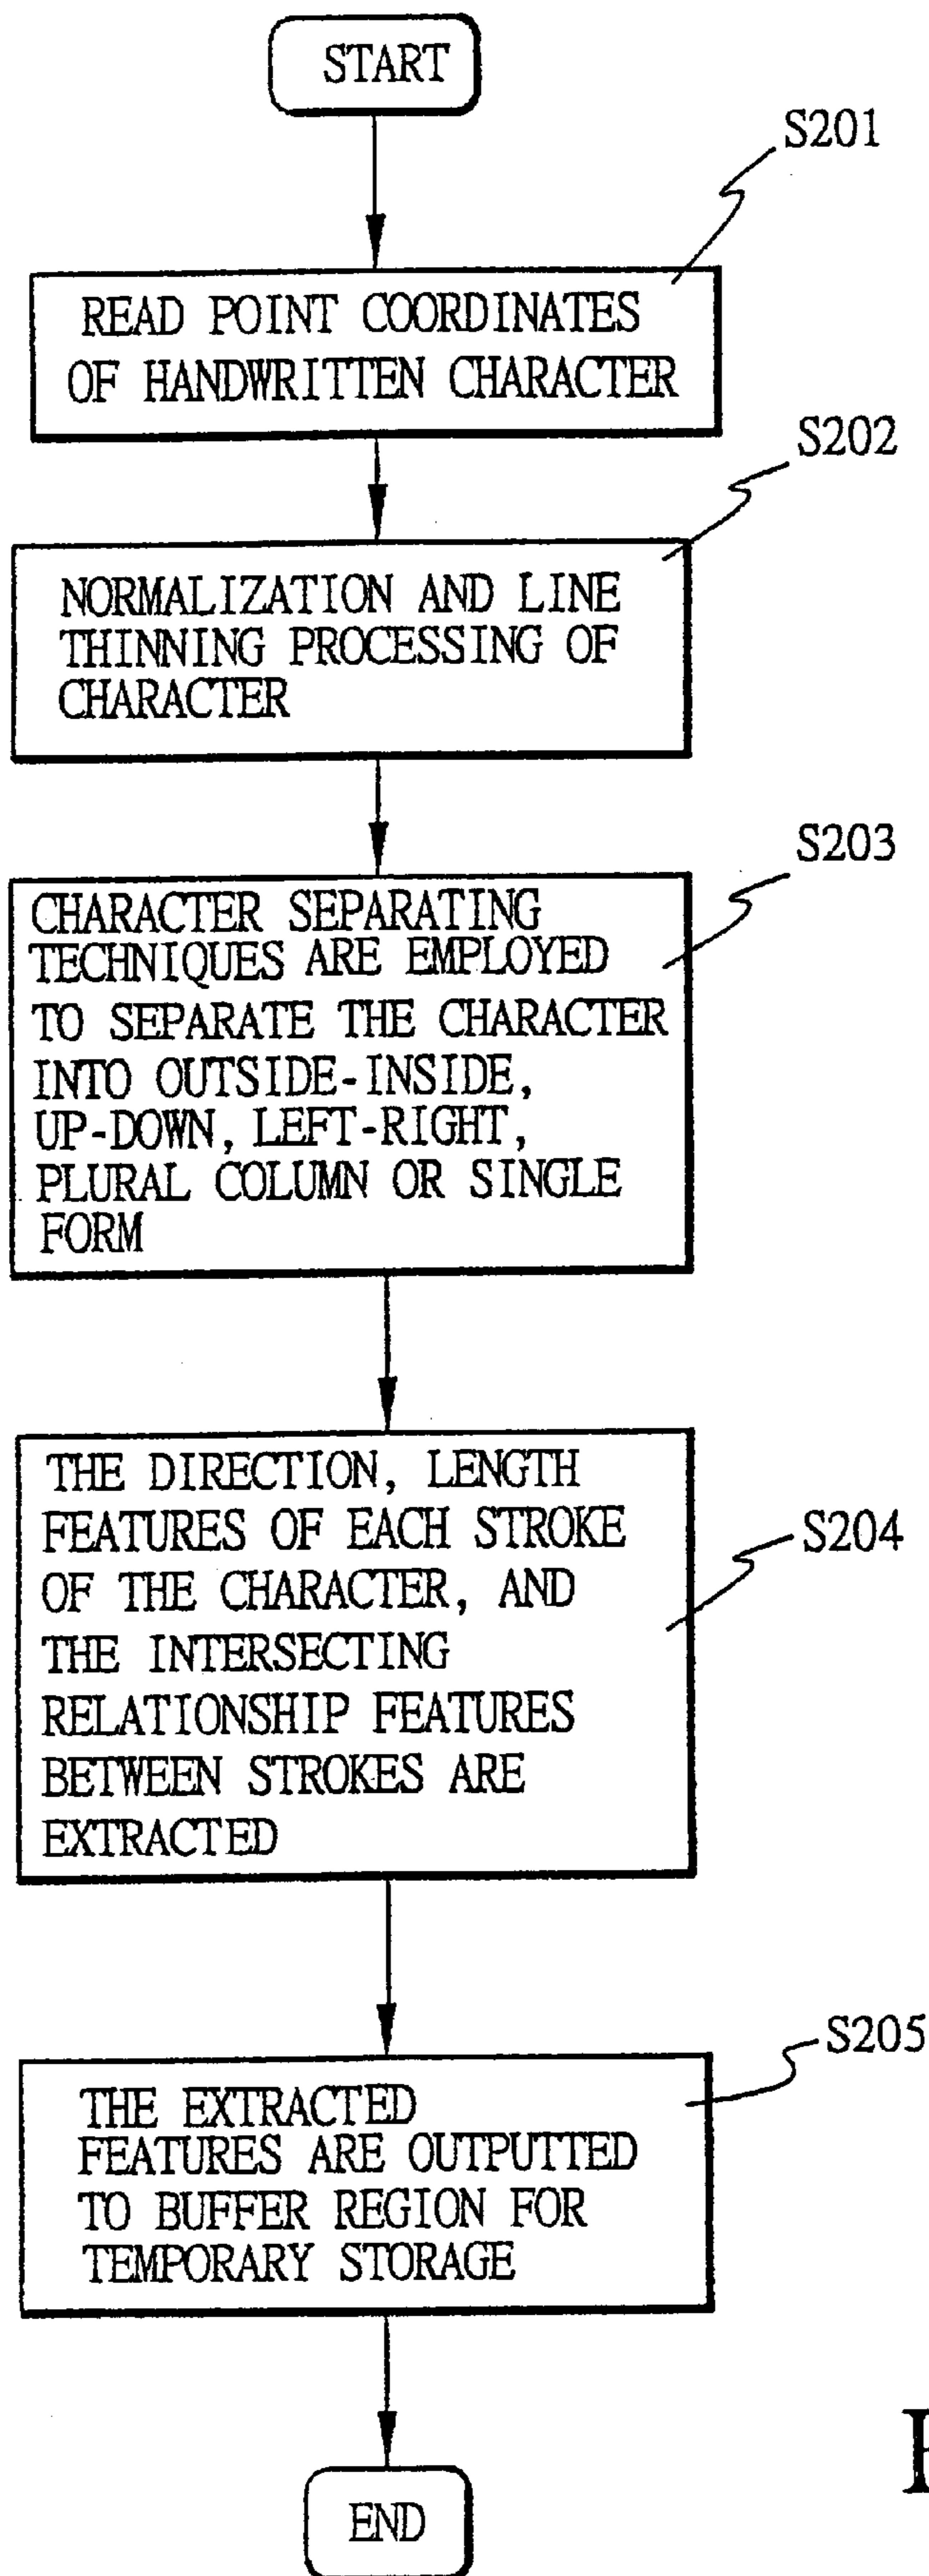 START
S201
READ POINT COORDINATES
OF HANDWRITTEN CHARACTER
S202
NORMALIZATION AND LINE
THINNING PROCESSING OF
CHARACTER
S203
CHARACTER SEPARATING
TECHNIQUES ARE EMPLOYED
TO SEPARATE THE CHARACTER
INTO OUTSIDE-INSIDE,
UP-DOWN, LEFT-RIGHT,
PLURAL COLUMN OR SINGLE
FORM
S204
THE DIRECTION, LENGTH
FEATURES OF EACH STROKE
OF THE CHARACTER, AND
THE INTERSECTING
RELATIONSHIP FEATURES
BETWEEN STROKES ARE
EXTRACTED
S205
THE EXTRACTED
FEATURES ARE OUTPUTTED
TO BUFFER REGION FOR
TEMPORARY STORAGE
END